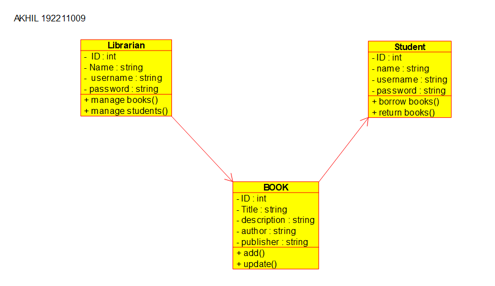 AKHIL 192211009
Librarian
- ID : int
- Name : string
- username : string
- password : string
+ manage books()
+ manage students()
Student
- ID : int
- name : string
- username : string
- password : string
+ borrow books()
+ return books()
BOOK
- ID : int
- Title : string
- description : string
- author : string
- publisher : string
+ add()
+ update()